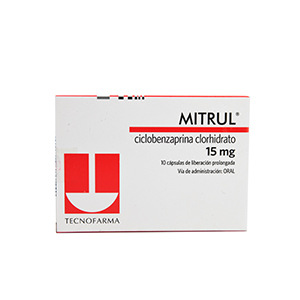 MITRUL®
ciclobenzaprina clorhidrato
15 mg
10 cápsulas de liberación prolongada
Vía de administración: ORAL
TECNOFARMA